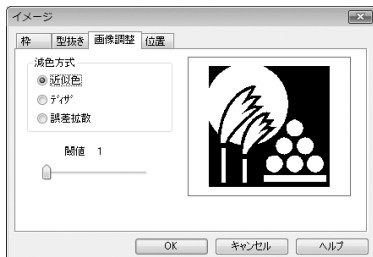 イメージ
枠 型抜き 画像調整 位置
減色方式
近似色
ディザ
誤差拡散
閾値 1
OK キャンセル ヘルプ